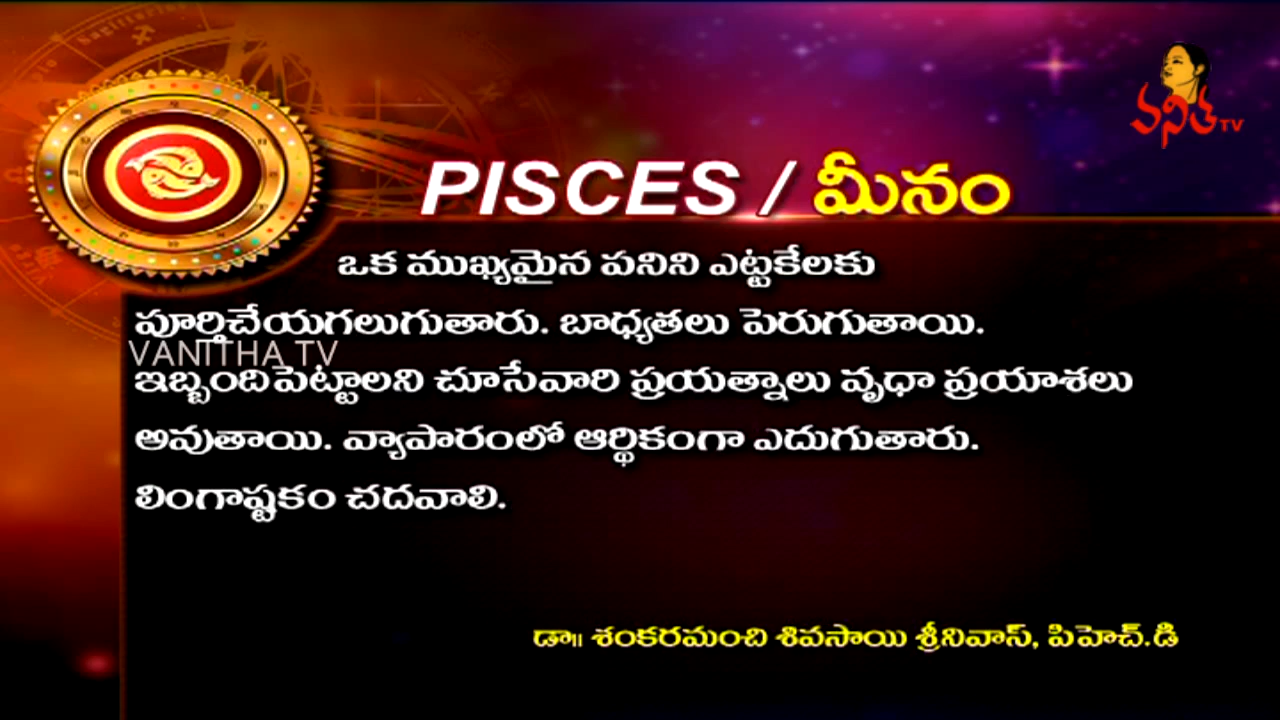 వనిత TV
PISCES / మీనం
ఒక ముఖ్యమైన పనిని ఎట్టకేలకు
పూర్తిచేయగలుగుతారు. బాధ్యతలు పెరుగుతాయి.
VANITHA TV
ఇబ్బందిపెట్టాలని చూసేవారి ప్రయత్నాలు వృధా ప్రయాశలు
అవుతాయి. వ్యాపారంలో ఆర్థికంగా ఎదుగుతారు.
లింగాష్టకం చదవాలి.
డా॥ శంకరమంచి శివసాయి శ్రీనివాస్, పిహెచ్.డి